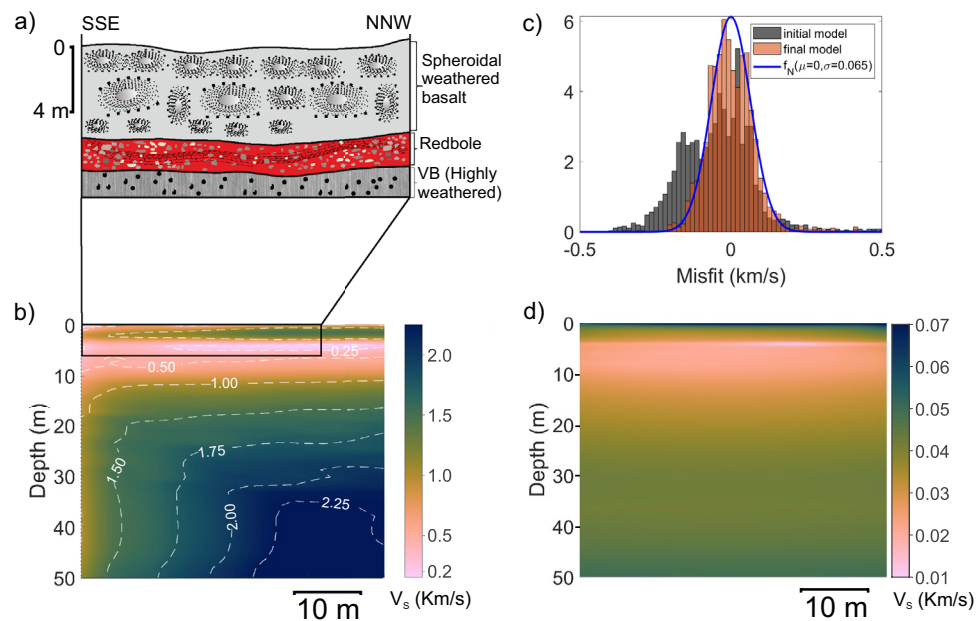 a)
SSE
NNW
0
4 m
Spheroidal
weathered
basalt
Redbole
VB (Highly
weathered)
c)
6
4
2
0
initial model
final model
f_N(μ=0,σ=0.065)
-0.5
0
0.5
Misfit (km/s)
b)
0
10
20
30
40
50
Depth (m)
0.25
0.50
1.00
1.50
1.75
2.00
2.25
2.0
1.5
1.0
0.5
0.2
10 m
Vs (Km/s)
d)
0
10
20
30
40
50
Depth (m)
0.07
0.06
0.05
0.04
0.03
0.02
0.01
10 m
Vs (Km/s)